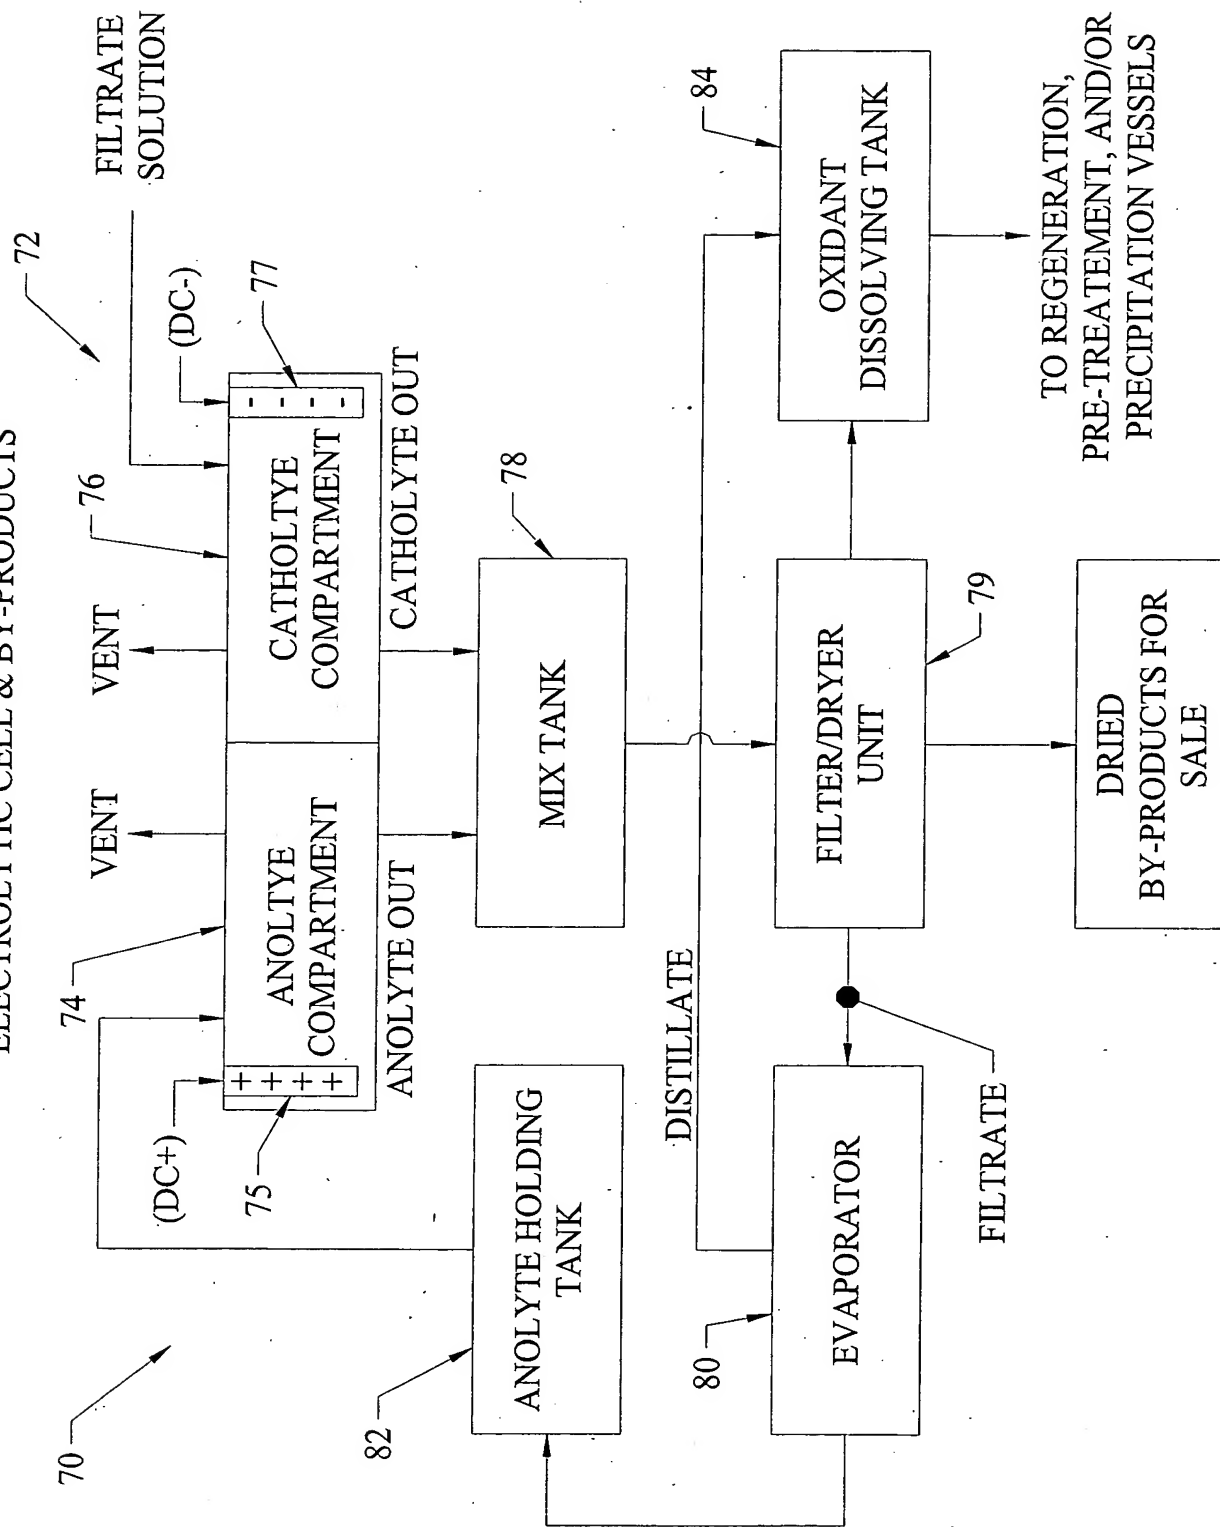 ELECTROLYTIC CELL & BY-PRODUCTS
70
72
FILTRATE
SOLUTION
74
VENT
VENT
76
(DC+)
(DC-)
75
77
+ + + +
- - - -
ANOLTYE
COMPARTMENT
CATHOLTYE
COMPARTMENT
ANOLYTE OUT
CATHOLYTE OUT
82
ANOLYTE HOLDING
TANK
MIX TANK
78
DISTILLATE
80
EVAPORATOR
FILTRATE
FILTER/DRYER
UNIT
79
84
OXIDANT
DISSOLVING TANK
DRIED
BY-PRODUCTS FOR
SALE
TO REGENERATION,
PRE-TREATEMENT, AND/OR
PRECIPITATION VESSELS